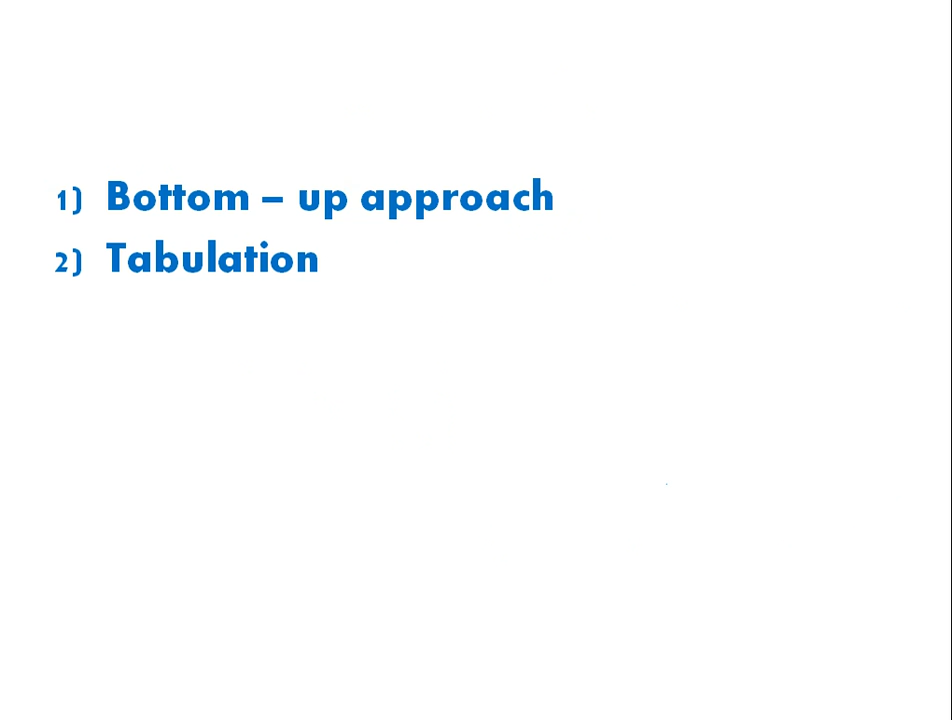 1) Bottom – up approach
2) Tabulation